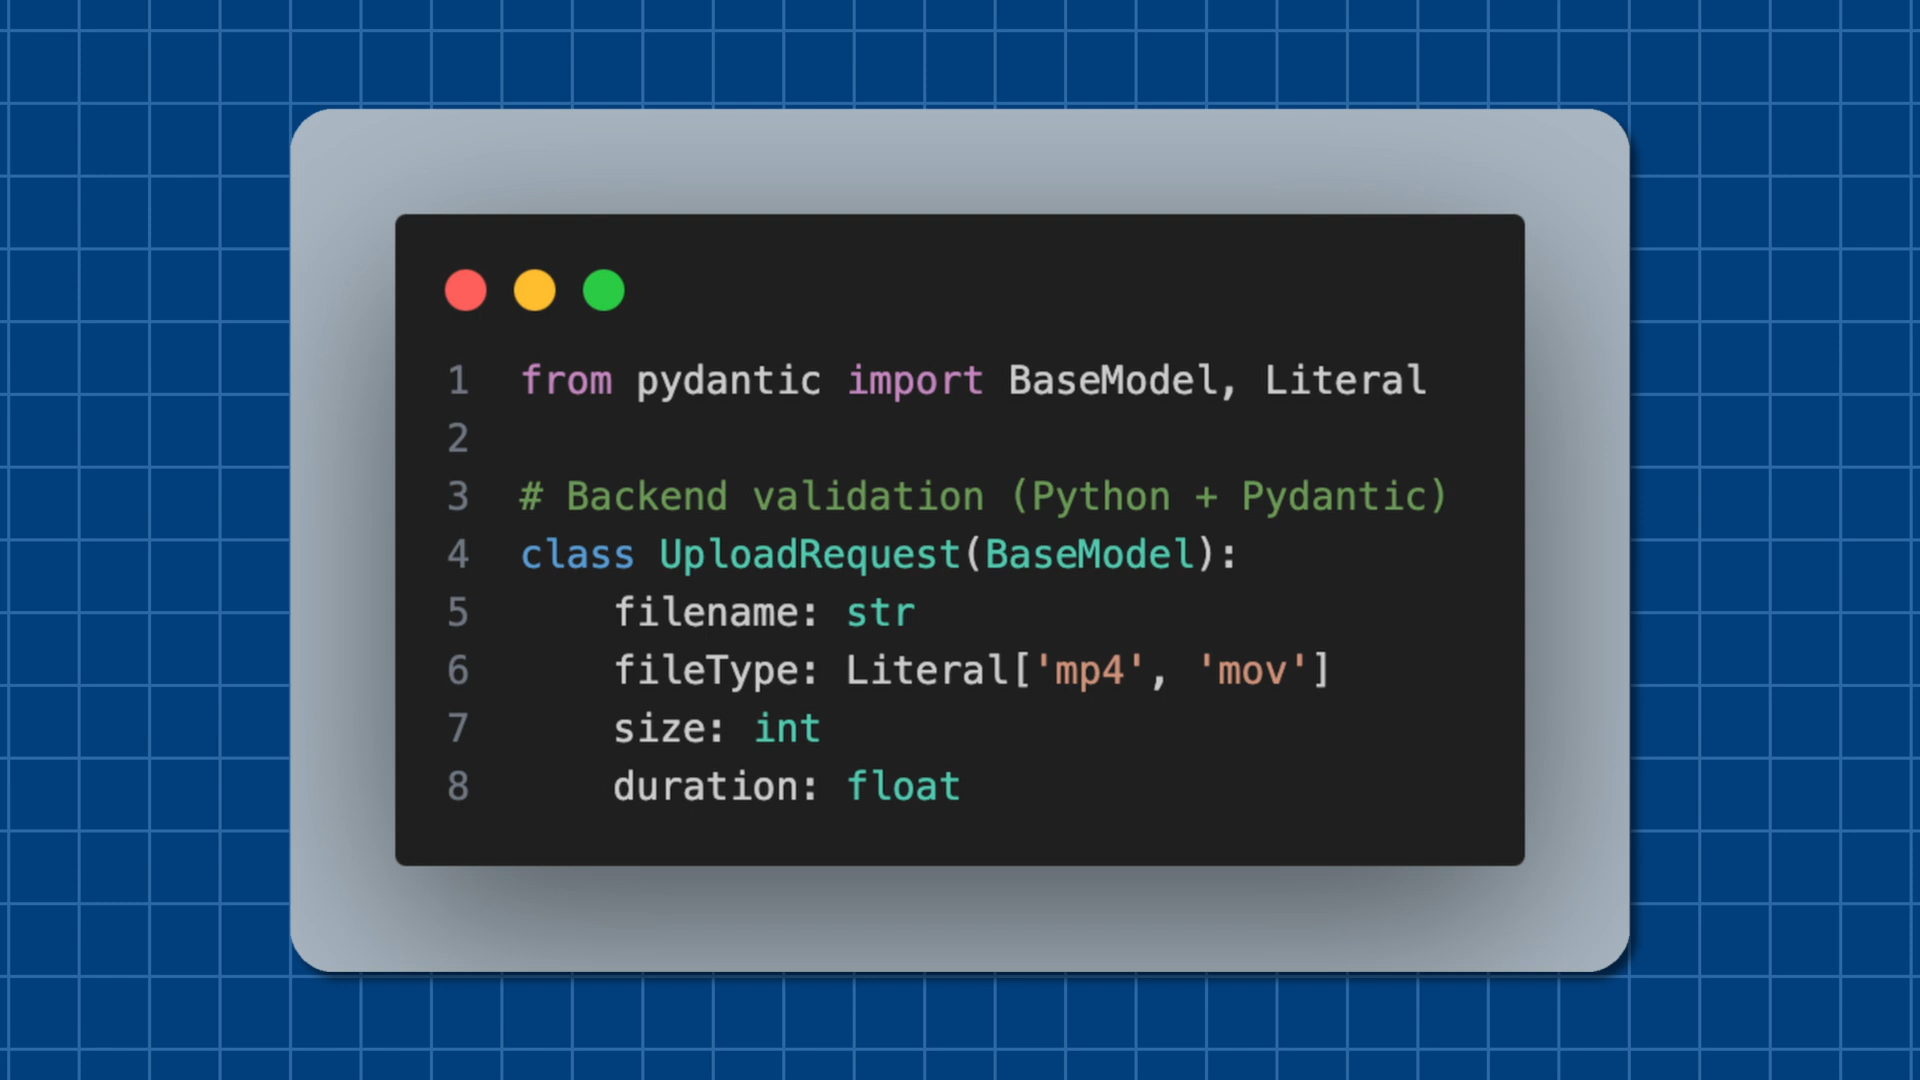 1 from pydantic import BaseModel, Literal
2
3 # Backend validation (Python + Pydantic)
4 class UploadRequest(BaseModel):
5     filename: str
6     fileType: Literal['mp4', 'mov']
7     size: int
8     duration: float